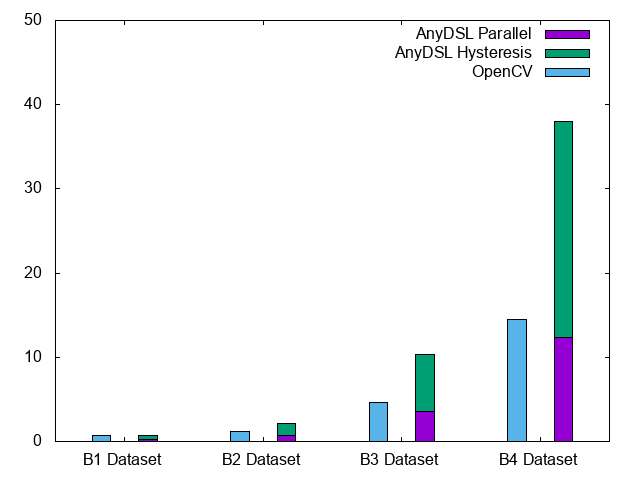 50
40
30
20
10
0
AnyDSL Parallel
AnyDSL Hysteresis
OpenCV
B1 Dataset B2 Dataset B3 Dataset B4 Dataset